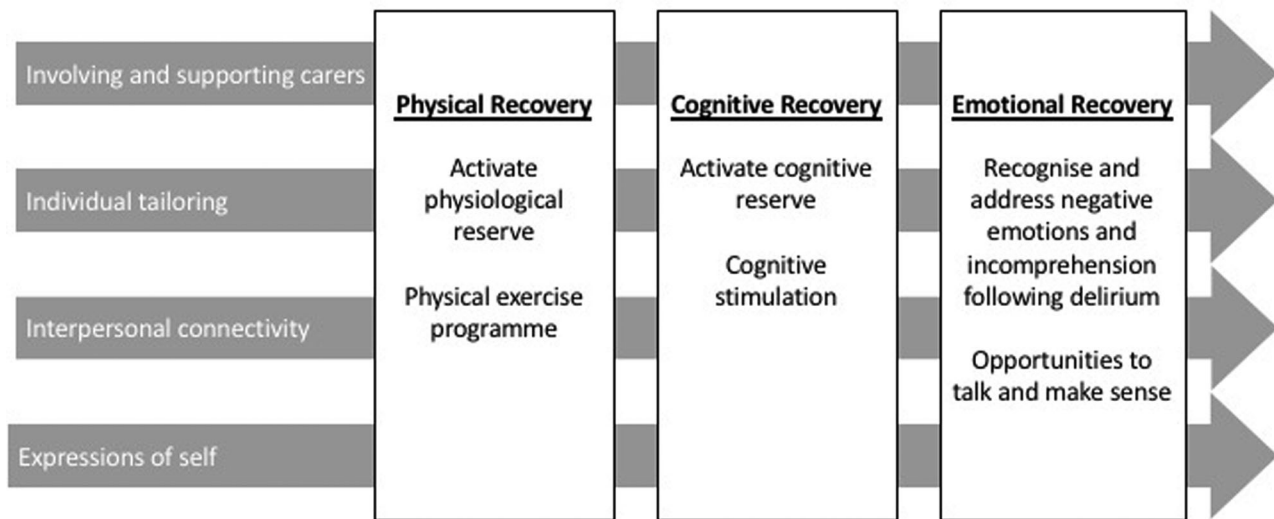 Involving and supporting carers
Individual tailoring
Interpersonal connectivity
Expressions of self
Physical Recovery
Activate
physiological
reserve
Physical exercise
programme
Cognitive Recovery
Activate cognitive
reserve
Cognitive
stimulation
Emotional Recovery
Recognise and
address negative
emotions and
incomprehension
following delirium
Opportunities to
talk and make sense